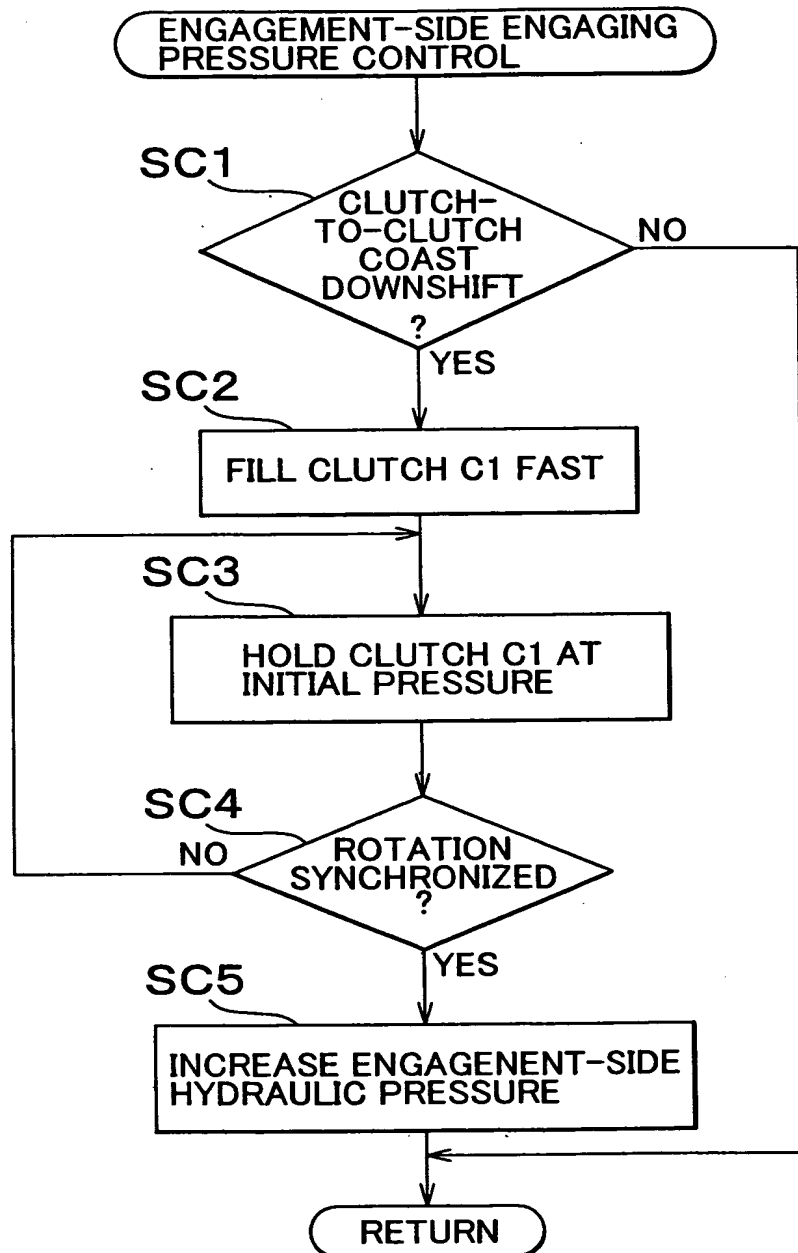 ENGAGEMENT-SIDE ENGAGING
PRESSURE CONTROL
SC1
CLUTCH-
TO-CLUTCH
COAST
DOWNSHIFT
?
NO
YES
SC2
FILL CLUTCH C1 FAST
SC3
HOLD CLUTCH C1 AT
INITIAL PRESSURE
SC4
NO
ROTATION
SYNCHRONIZED
?
YES
SC5
INCREASE ENGAGENENT-SIDE
HYDRAULIC PRESSURE
RETURN